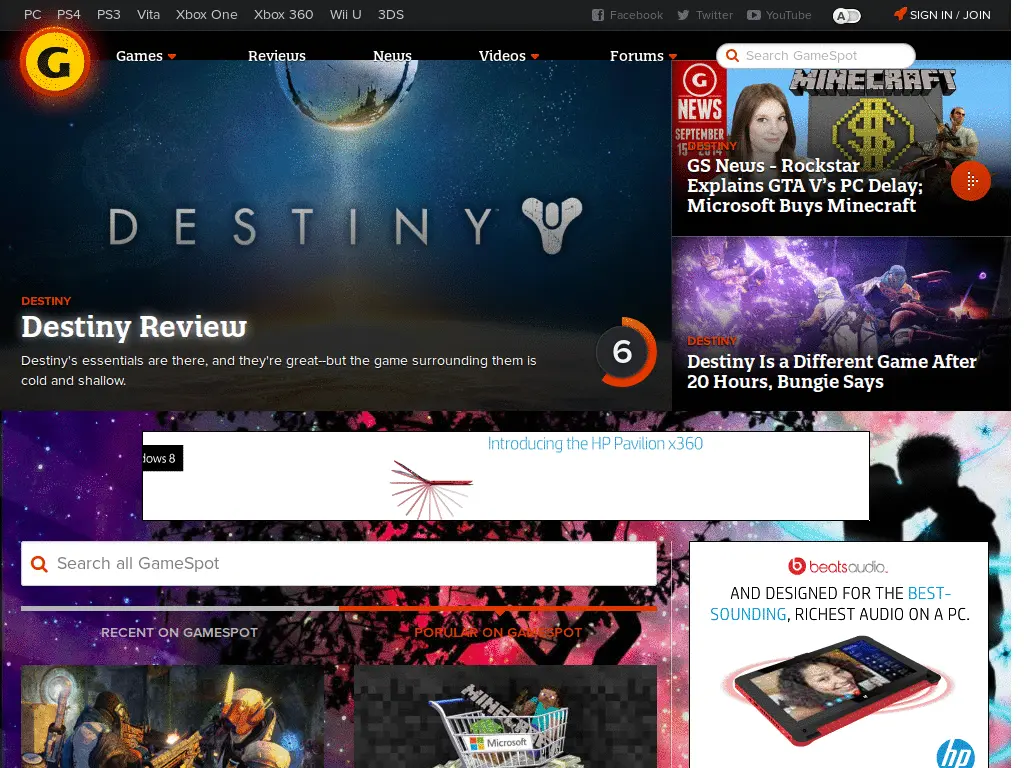 PC PS4 PS3 Vita Xbox One Xbox 360 Wii U 3DS
Facebook Twitter YouTube A SIGN IN / JOIN
G
Games Reviews News Videos Forums Search GameSpot
DESTINY
DESTINY
Destiny Review
Destiny's essentials are there, and they're great--but the game surrounding them is
cold and shallow.
6
G
NEWS
SEPTEMBER
15
MINECRAFT
DESTINY
GS News - Rockstar
Explains GTA V's PC Delay;
Microsoft Buys Minecraft
DESTINY
Destiny Is a Different Game After
20 Hours, Bungie Says
dows 8
Introducing the HP Pavilion x360
Search all GameSpot
RECENT ON GAMESPOT
POPULAR ON GAMESPOT
MINECRAFT
Microsoft
beatsaudio.
AND DESIGNED FOR THE BEST-
SOUNDING, RICHEST AUDIO ON A PC.
hp